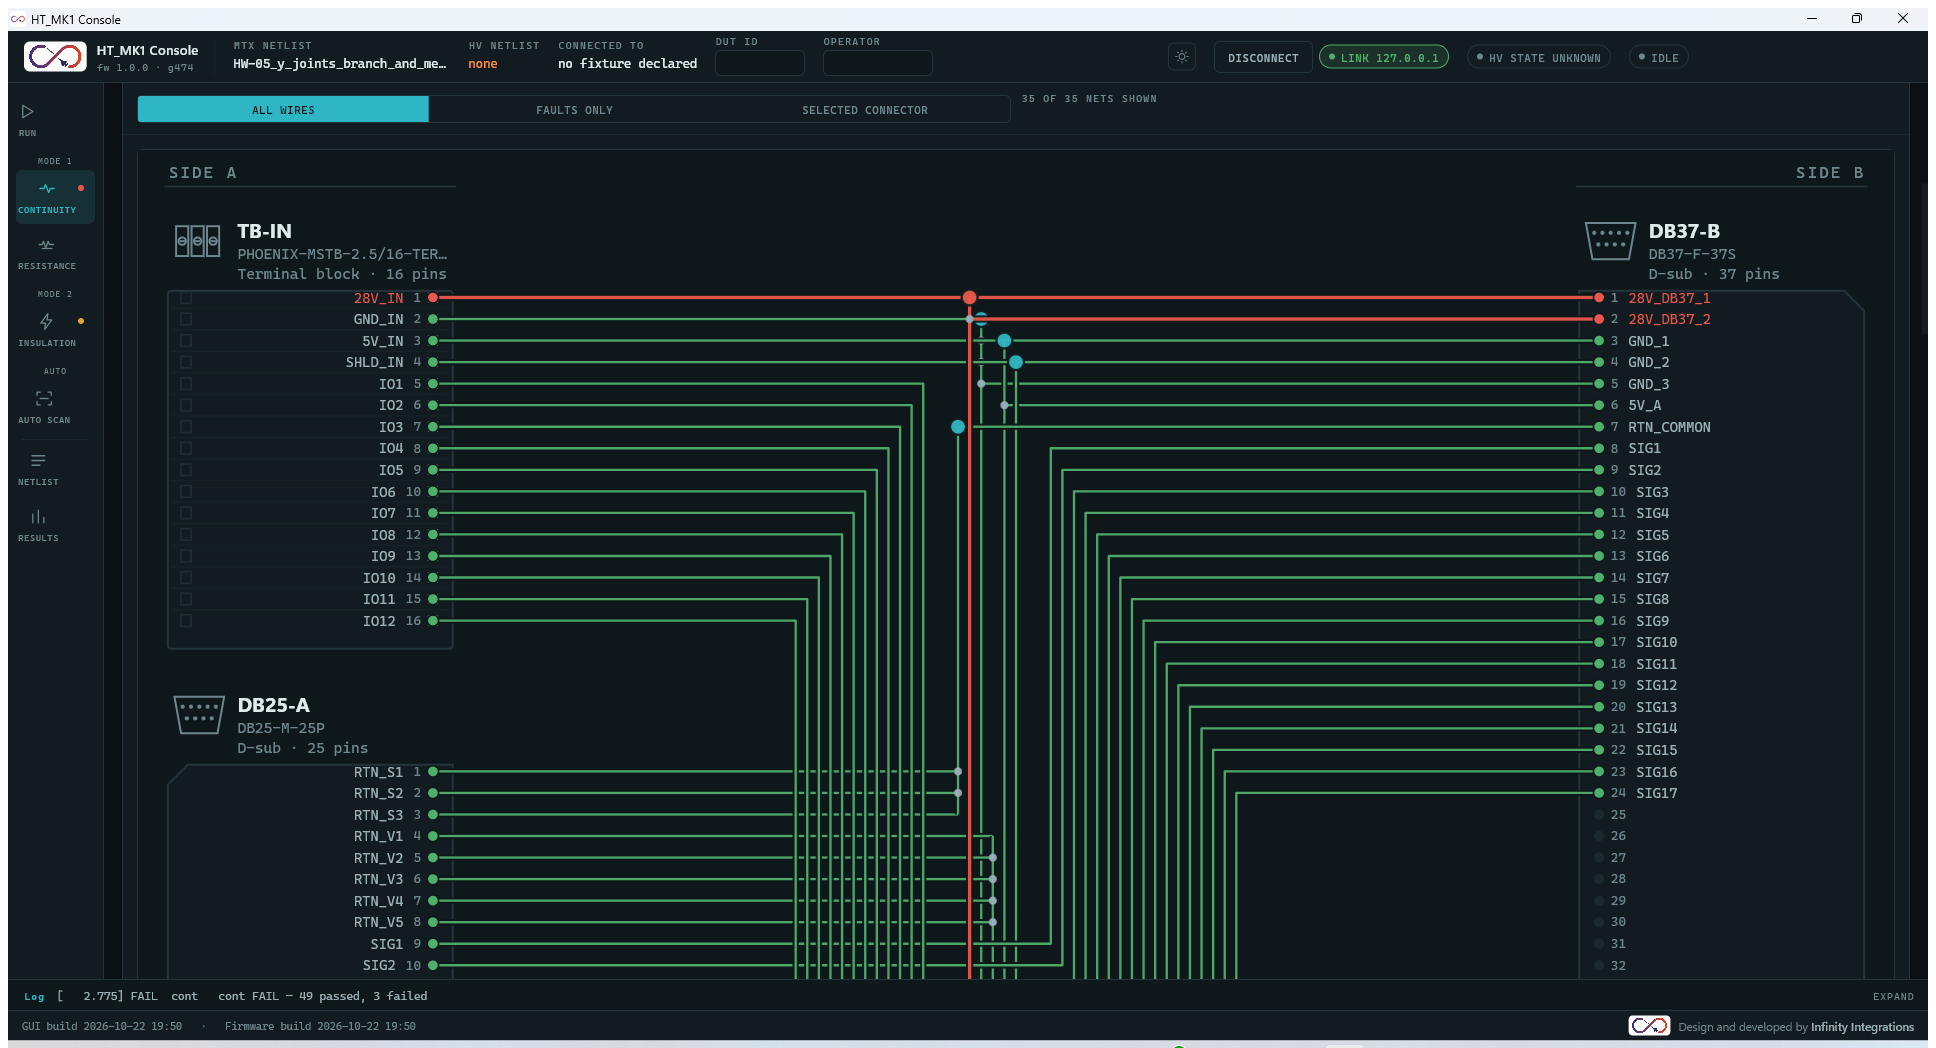 HT_MK1 Console
HT_MK1 Console
fw 1.0.0 · g474
MTX NETLIST
HW-05_y_joints_branch_and_me…
HV NETLIST
none
CONNECTED TO
no fixture declared
DUT ID
OPERATOR
DISCONNECT
LINK 127.0.0.1
HV STATE UNKNOWN
IDLE
RUN
MODE 1
CONTINUITY
RESISTANCE
MODE 2
INSULATION
AUTO
AUTO SCAN
NETLIST
RESULTS
ALL WIRES
FAULTS ONLY
SELECTED CONNECTOR
35 OF 35 NETS SHOWN
SIDE A
TB-IN
PHOENIX-MSTB-2.5/16-TER…
Terminal block · 16 pins
28V_IN 1
GND_IN 2
5V_IN 3
SHLD_IN 4
IO1 5
IO2 6
IO3 7
IO4 8
IO5 9
IO6 10
IO7 11
IO8 12
IO9 13
IO10 14
IO11 15
IO12 16
DB25-A
DB25-M-25P
D-sub · 25 pins
RTN_S1 1
RTN_S2 2
RTN_S3 3
RTN_V1 4
RTN_V2 5
RTN_V3 6
RTN_V4 7
RTN_V5 8
SIG1 9
SIG2 10
SIDE B
DB37-B
DB37-F-37S
D-sub · 37 pins
1 28V_DB37_1
2 28V_DB37_2
3 GND_1
4 GND_2
5 GND_3
6 5V_A
7 RTN_COMMON
8 SIG1
9 SIG2
10 SIG3
11 SIG4
12 SIG5
13 SIG6
14 SIG7
15 SIG8
16 SIG9
17 SIG10
18 SIG11
19 SIG12
20 SIG13
21 SIG14
22 SIG15
23 SIG16
24 SIG17
25
26
27
28
29
30
31
32
Log [ 2.775] FAIL cont cont FAIL — 49 passed, 3 failed
EXPAND
GUI build 2026-10-22 19:50 · Firmware build 2026-10-22 19:50
Design and developed by Infinity Integrations